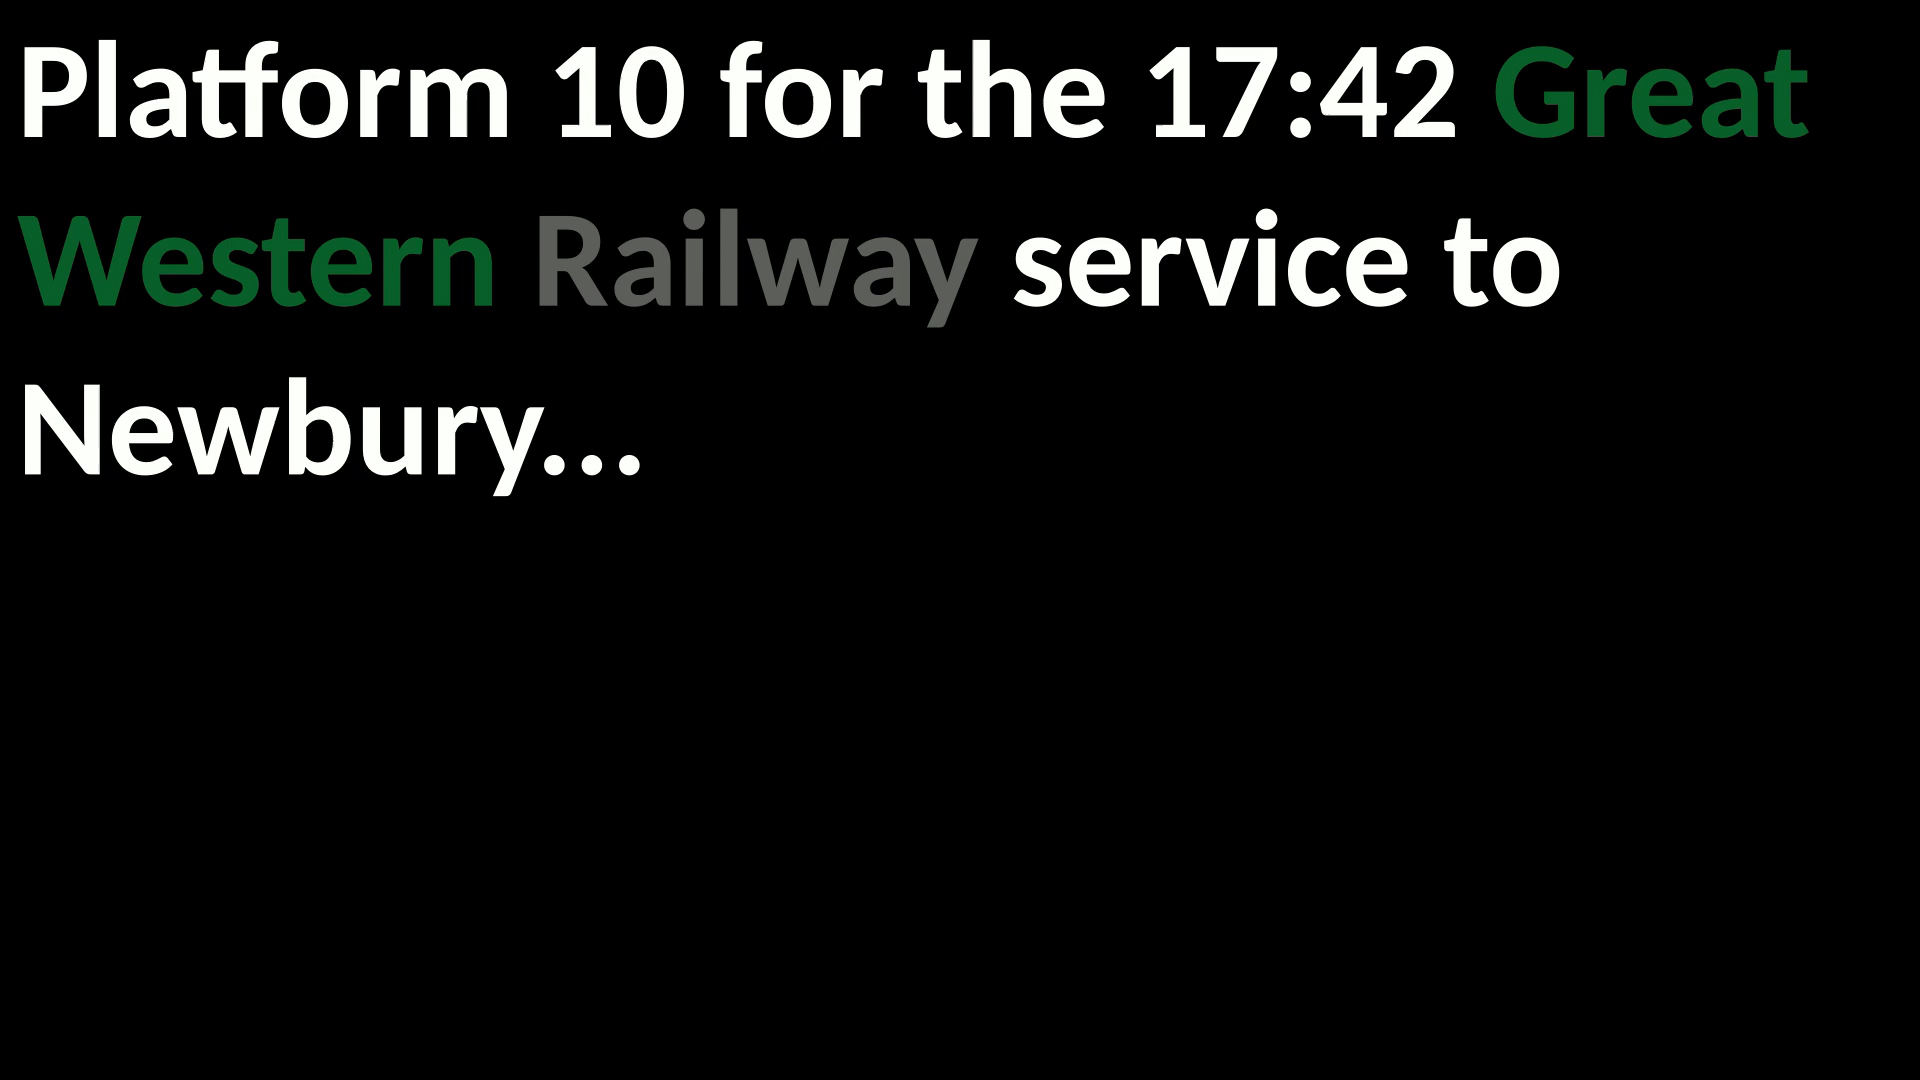 Platform 10 for the 17:42 Great
Western Railway service to
Newbury...